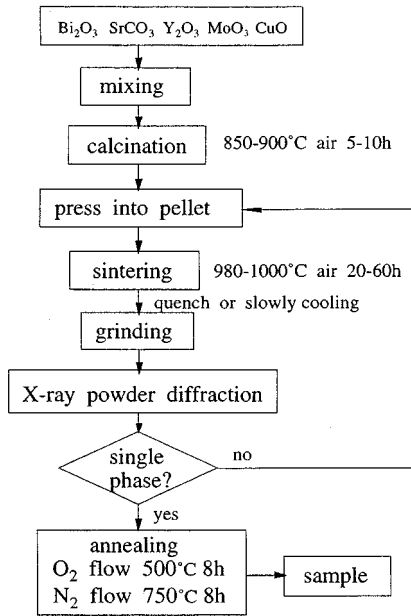 Bi₂O₃ SrCO₃ Y₂O₃ MoO₃ CuO
mixing
calcination
850-900°C air 5-10h
press into pellet
sintering
980-1000°C air 20-60h
quench or slowly cooling
grinding
X-ray powder diffraction
single
phase?
no
yes
annealing
O₂ flow 500°C 8h
N₂ flow 750°C 8h
sample